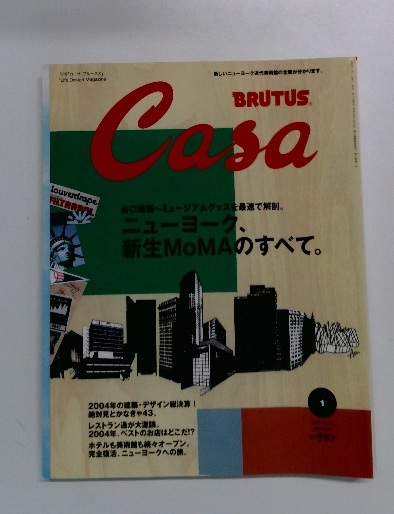 Life Design Magazine
新しいニューヨーク近代美術館の全貌が分かります。
BRUTUS
Casa
louverdrape
谷口建築〜ミュージアムグッズを最速で解剖。
ニューヨーク、
新生MoMAのすべて。
2004年の建築・デザイン総決算！
絶対見とかなきゃ43。
レストラン通が大激論。
2004年、ベストのお店はどこだ!?
ホテルも美術館も続々オープン。
完全復活、ニューヨークへの旅。
1